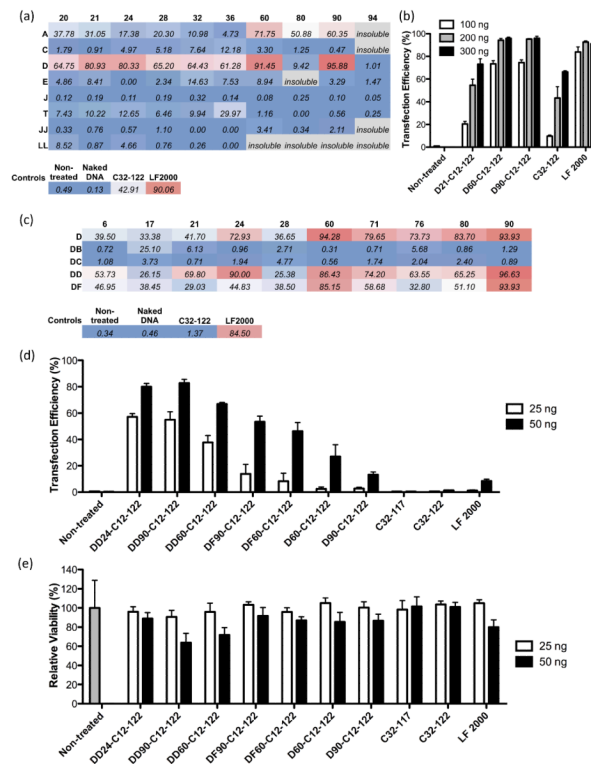 (a)
20 21 24 28 32 36 60 80 90 94
A 37.78 31.05 17.38 20.30 10.98 4.73 71.75 50.88 60.35 insoluble
C 1.79 0.91 4.97 5.18 7.64 12.18 3.30 1.25 0.47 insoluble
D 64.75 80.93 80.33 65.20 64.43 61.28 91.45 9.42 95.88 1.01
E 4.86 8.41 0.00 2.34 14.63 7.53 8.94 insoluble 3.29 1.47
J 0.12 0.19 0.11 0.19 0.32 0.14 0.08 0.25 0.10 0.05
T 7.43 10.22 12.65 6.46 9.94 29.97 1.16 0.00 0.56 0.25
JJ 0.33 0.76 0.57 1.10 0.00 0.00 3.41 0.34 2.11 insoluble
LL 8.52 0.87 4.66 0.76 0.26 0.00 insoluble insoluble insoluble insoluble
Controls Non-treated Naked DNA C32-122 LF2000
0.49 0.13 42.91 90.06
(b)
Transfection Efficiency (%)
100
80
60
40
20
0
100 ng
200 ng
300 ng
Non-treated
D21-C12-122
D60-C12-122
D90-C12-122
C32-122
LF 2000
(c)
6 17 21 24 28 60 71 76 80 90
D 39.50 33.38 41.70 72.93 36.65 94.28 79.65 73.73 83.70 93.93
DB 0.72 25.10 6.13 0.96 2.71 0.31 0.71 5.68 0.86 1.29
DC 1.08 3.73 0.71 1.94 4.77 0.56 1.74 2.04 2.40 0.89
DD 53.73 26.15 69.80 90.00 25.38 86.43 74.20 63.55 65.25 96.63
DF 46.95 38.45 29.03 44.83 38.50 85.15 58.68 32.80 51.10 93.93
Controls Non-treated Naked DNA C32-122 LF2000
0.34 0.46 1.37 84.50
(d)
Transfection Efficiency (%)
100
80
60
40
20
0
25 ng
50 ng
Non-treated
DD24-C12-122
DD90-C12-122
DD60-C12-122
DF90-C12-122
DF60-C12-122
D60-C12-122
D90-C12-122
C32-117
C32-122
LF 2000
(e)
Relative Viability (%)
140
120
100
80
60
40
20
0
25 ng
50 ng
Non-treated
DD24-C12-122
DD90-C12-122
DD60-C12-122
DF90-C12-122
DF60-C12-122
D60-C12-122
D90-C12-122
C32-117
C32-122
LF 2000